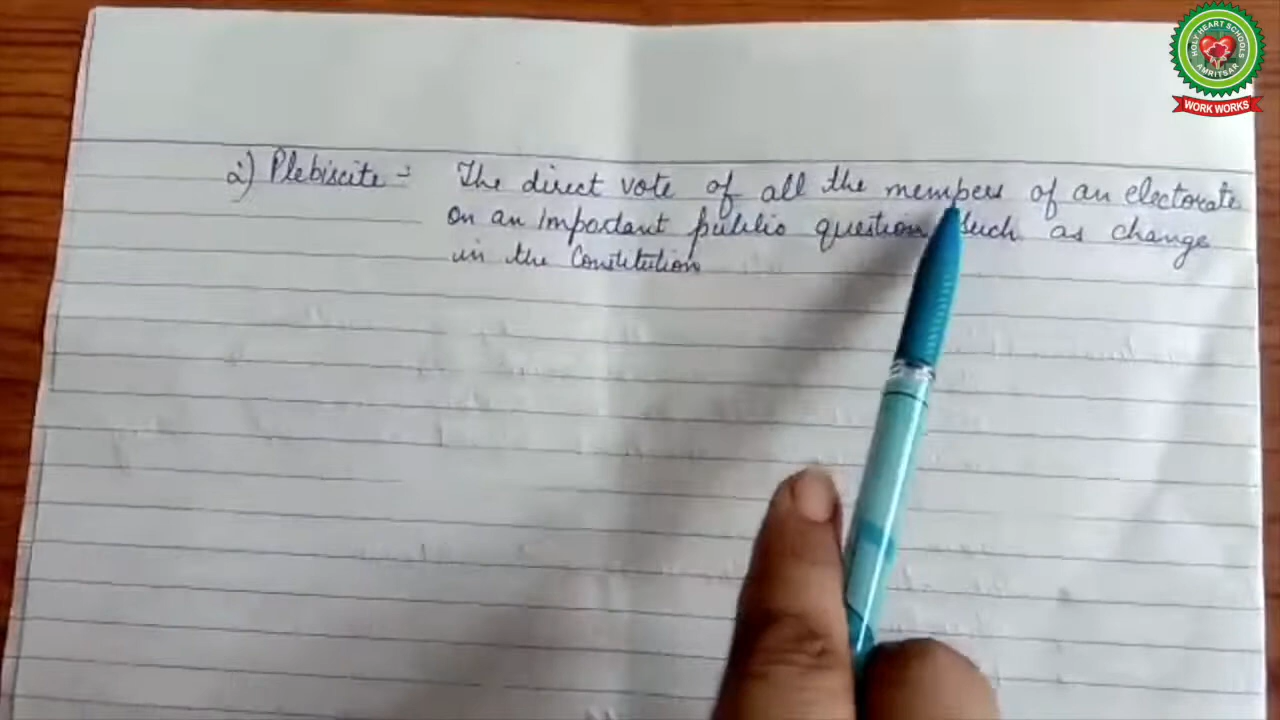 2) Plebiscite :- The direct vote of all the members of an electorate
on an important public question such as change
in the Constitution
HOLY HEART SCHOOLS
AMRITSAR
WORK WORKS